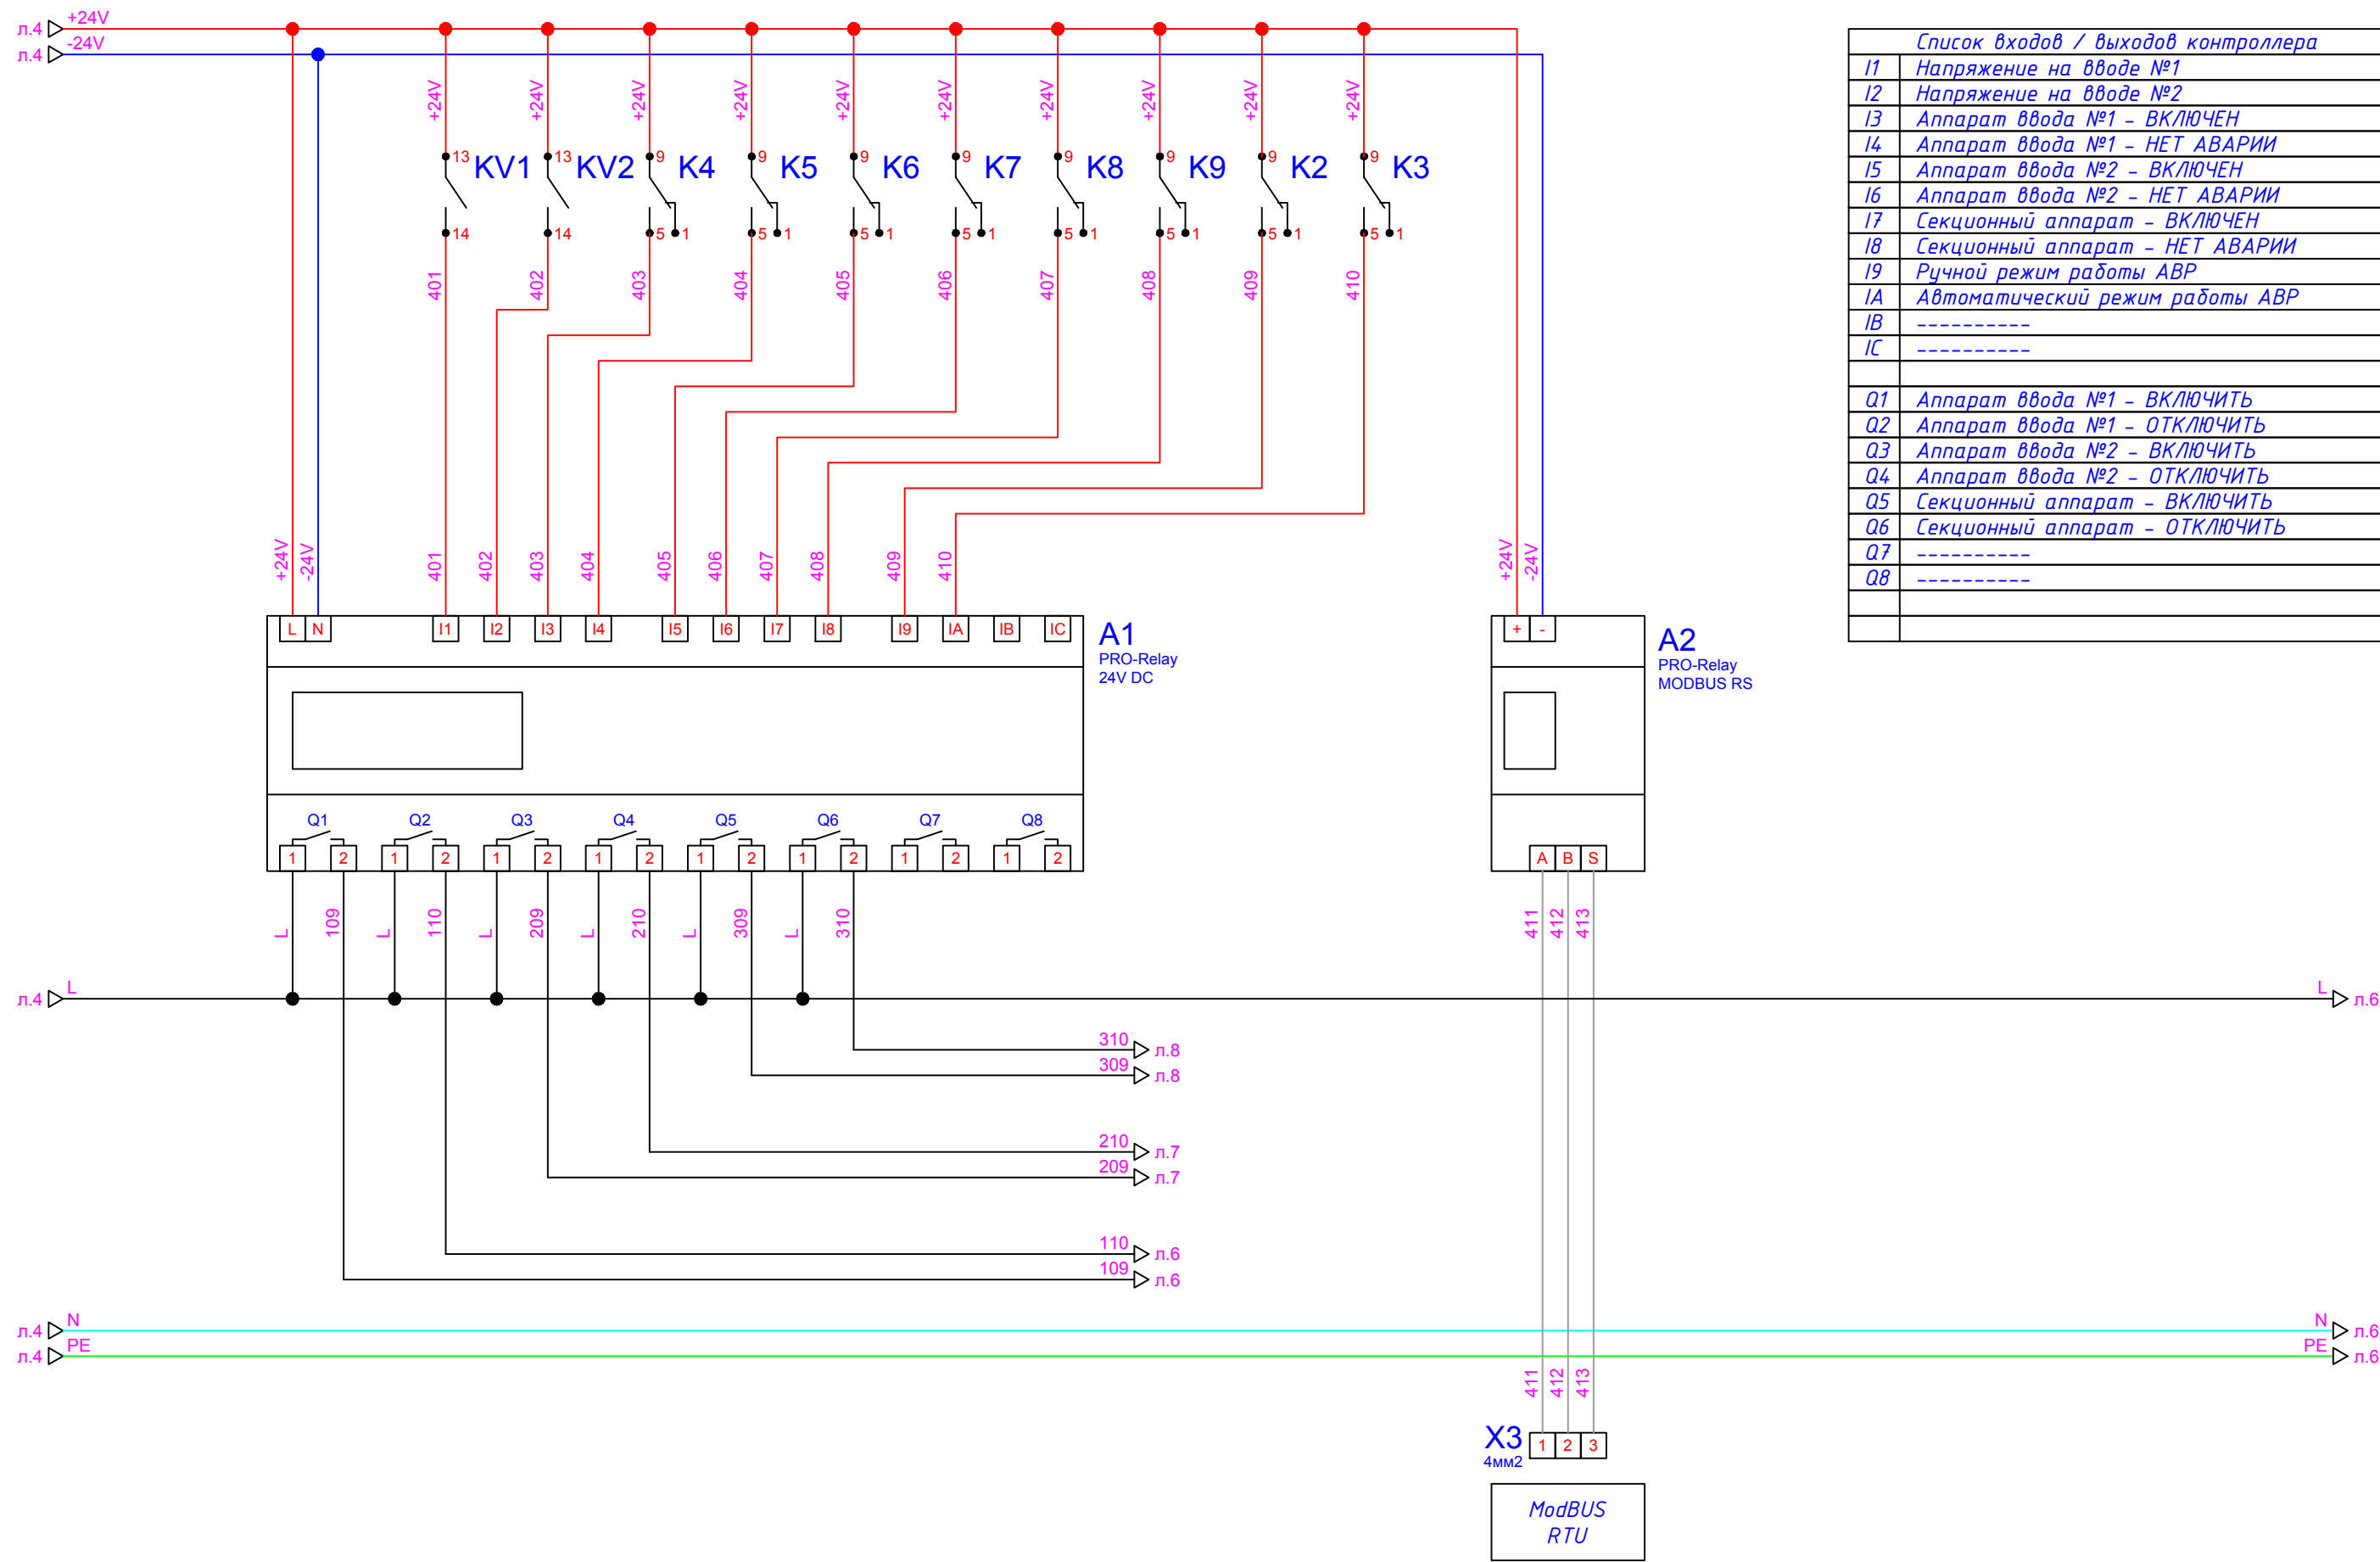 л.4 +24V
л.4 -24V
+24V +24V +24V +24V +24V +24V +24V +24V +24V +24V
13 KV1 13 KV2 9 K4 9 K5 9 K6 9 K7 9 K8 9 K9 9 K2 9 K3
14 14 5 1 5 1 5 1 5 1 5 1 5 1 5 1 5 1
401 402 403 404 405 406 407 408 409 410
+24V -24V 401 402 403 404 405 406 407 408 409 410 +24V -24V
L N I1 I2 I3 I4 I5 I6 I7 I8 I9 IA IB IC
A1
PRO-Relay
24V DC
+ -
A2
PRO-Relay
MODBUS RS
Q1 Q2 Q3 Q4 Q5 Q6 Q7 Q8
1 2 1 2 1 2 1 2 1 2 1 2 1 2 1 2
A B S
L 109 L 110 L 209 L 210 L 309 L 310
411 412 413
л.4 L L л.6
310 л.8
309 л.8
210 л.7
209 л.7
110 л.6
109 л.6
л.4 N N л.6
л.4 PE PE л.6
411 412 413
X3 1 2 3
4мм2
ModBUS
RTU
Список входов / выходов контроллера
I1 Напряжение на вводе №1
I2 Напряжение на вводе №2
I3 Аппарат ввода №1 - ВКЛЮЧЕН
I4 Аппарат ввода №1 - НЕТ АВАРИИ
I5 Аппарат ввода №2 - ВКЛЮЧЕН
I6 Аппарат ввода №2 - НЕТ АВАРИИ
I7 Секционный аппарат - ВКЛЮЧЕН
I8 Секционный аппарат - НЕТ АВАРИИ
I9 Ручной режим работы АВР
IA Автоматический режим работы АВР
IB ----------
IC ----------
Q1 Аппарат ввода №1 - ВКЛЮЧИТЬ
Q2 Аппарат ввода №1 - ОТКЛЮЧИТЬ
Q3 Аппарат ввода №2 - ВКЛЮЧИТЬ
Q4 Аппарат ввода №2 - ОТКЛЮЧИТЬ
Q5 Секционный аппарат - ВКЛЮЧИТЬ
Q6 Секционный аппарат - ОТКЛЮЧИТЬ
Q7 ----------
Q8 ----------